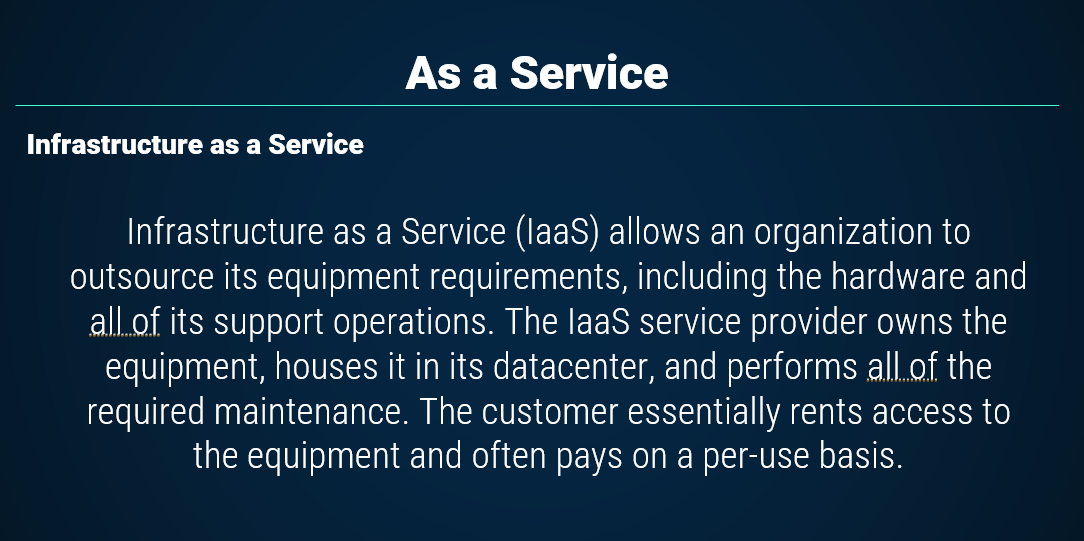 As a Service
Infrastructure as a Service
Infrastructure as a Service (IaaS) allows an organization to
outsource its equipment requirements, including the hardware and
all of its support operations. The IaaS service provider owns the
equipment, houses it in its datacenter, and performs all of the
required maintenance. The customer essentially rents access to
the equipment and often pays on a per-use basis.